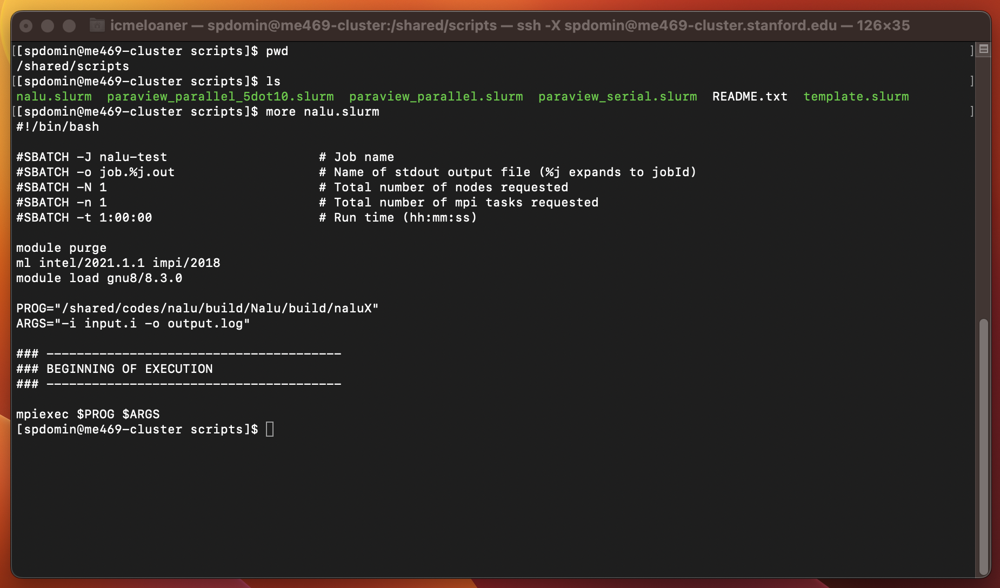 icmeloaner — spdomin@me469-cluster:/shared/scripts — ssh -X spdomin@me469-cluster.stanford.edu — 126×35
[[spdomin@me469-cluster scripts]$ pwd ]
/shared/scripts
[[spdomin@me469-cluster scripts]$ ls ]
nalu.slurm  paraview_parallel_5dot10.slurm  paraview_parallel.slurm  paraview_serial.slurm  README.txt  template.slurm
[[spdomin@me469-cluster scripts]$ more nalu.slurm ]
#!/bin/bash
#SBATCH -J nalu-test                    # Job name
#SBATCH -o job.%j.out                   # Name of stdout output file (%j expands to jobId)
#SBATCH -N 1                            # Total number of nodes requested
#SBATCH -n 1                            # Total number of mpi tasks requested
#SBATCH -t 1:00:00                      # Run time (hh:mm:ss)
module purge
ml intel/2021.1.1 impi/2018
module load gnu8/8.3.0
PROG="/shared/codes/nalu/build/Nalu/build/naluX"
ARGS="-i input.i -o output.log"
### ---------------------------------------
### BEGINNING OF EXECUTION
### ---------------------------------------
mpiexec $PROG $ARGS
[spdomin@me469-cluster scripts]$